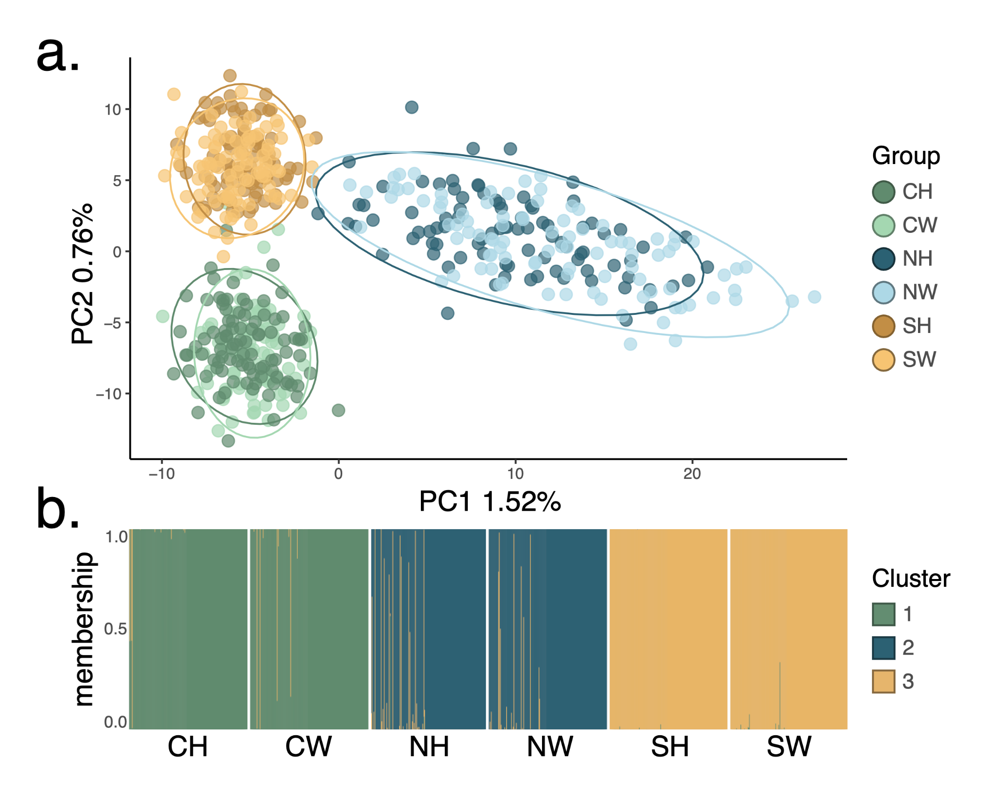 a.
10
5
0
−5
−10
PC2 0.76%
−10 0 10 20
PC1 1.52%
Group
CH
CW
NH
NW
SH
SW
b.
1.0
0.5
0.0
membership
CH CW NH NW SH SW
Cluster
1
2
3